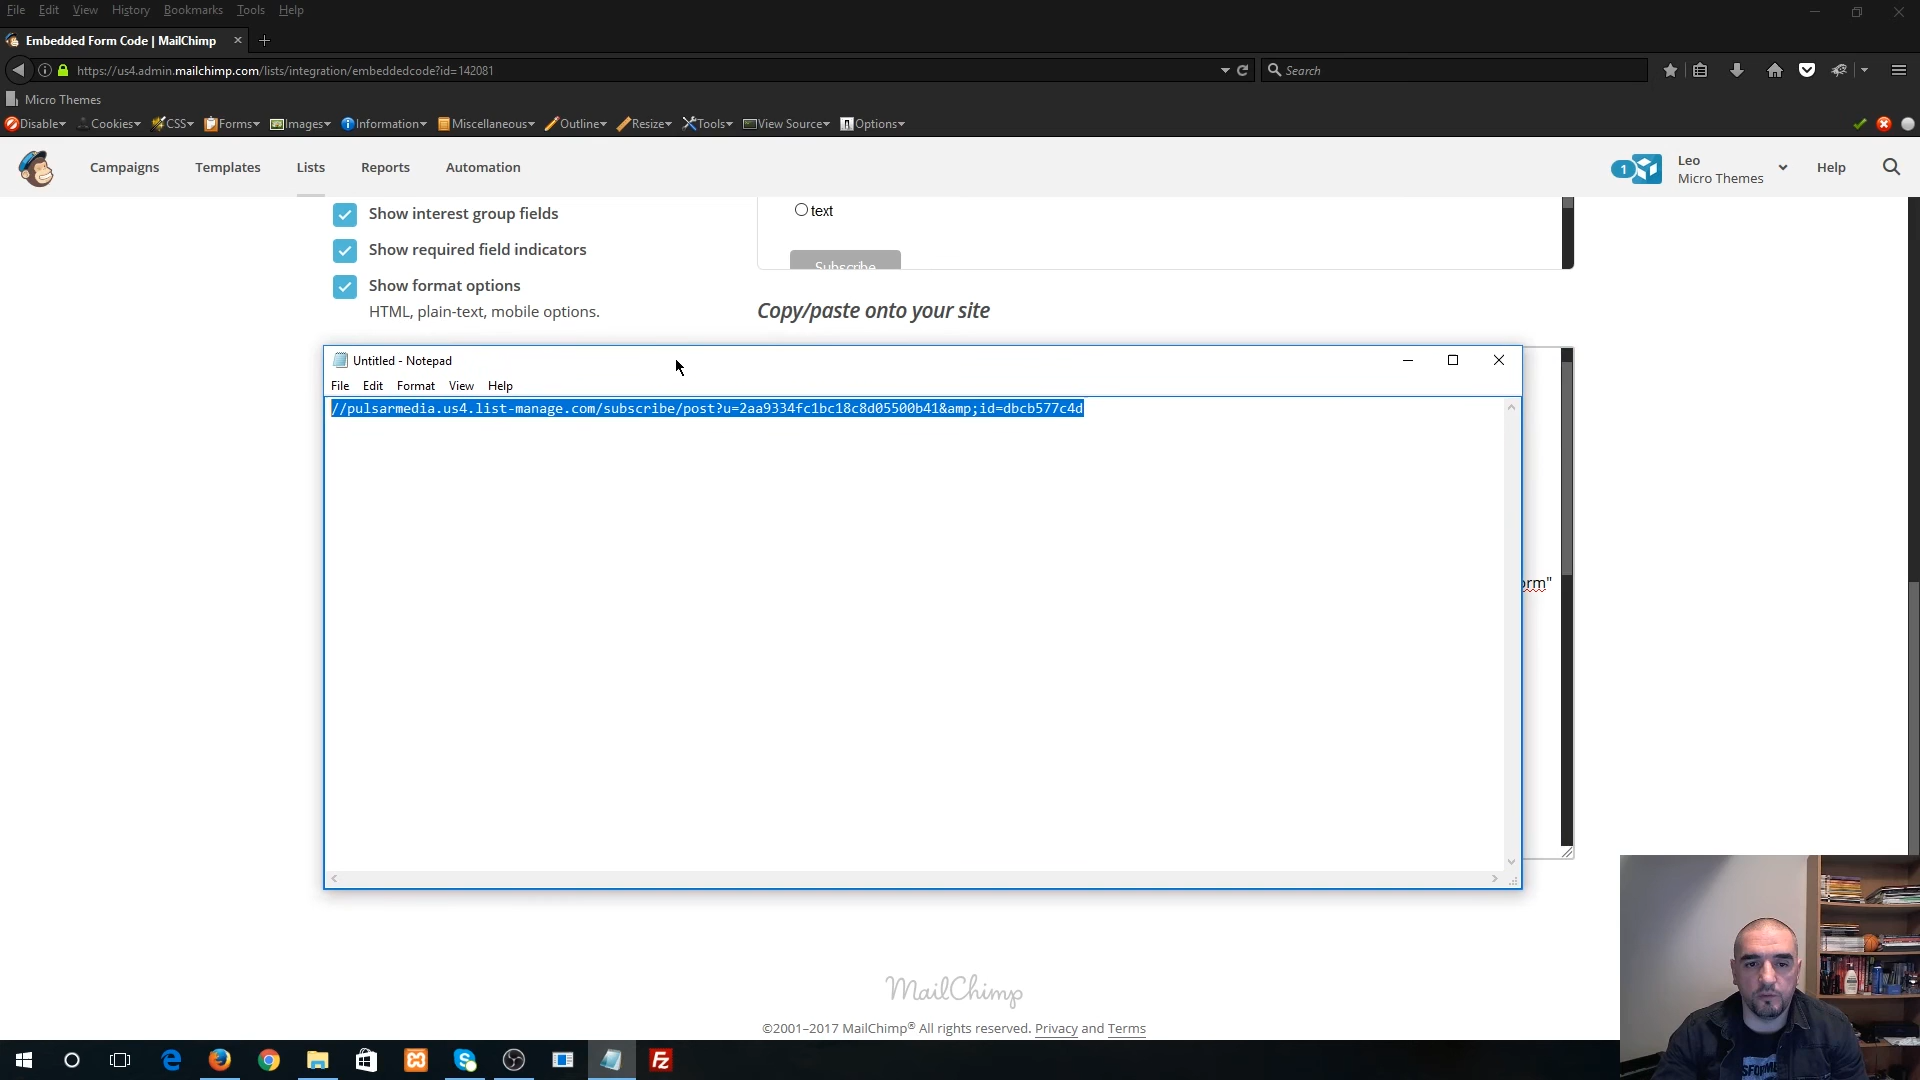 File Edit View History Bookmarks Tools Help
Embedded Form Code | MailChimp
https://us4.admin.mailchimp.com/lists/integration/embeddedcode?id=142081
Search
Micro Themes
Disable Cookies CSS Forms Images Information Miscellaneous Outline Resize Tools View Source Options
Campaigns Templates Lists Reports Automation
1
Leo
Micro Themes
Help
Show interest group fields
Show required field indicators
Show format options
HTML, plain-text, mobile options.
text
Subscribe
Copy/paste onto your site
Untitled - Notepad
File Edit Format View Help
//pulsarmedia.us4.list-manage.com/subscribe/post?u=2aa9334fc1bc18c8d05500b41&amp;id=dbcb577c4d
orm"
MailChimp
©2001–2017 MailChimp® All rights reserved. Privacy and Terms